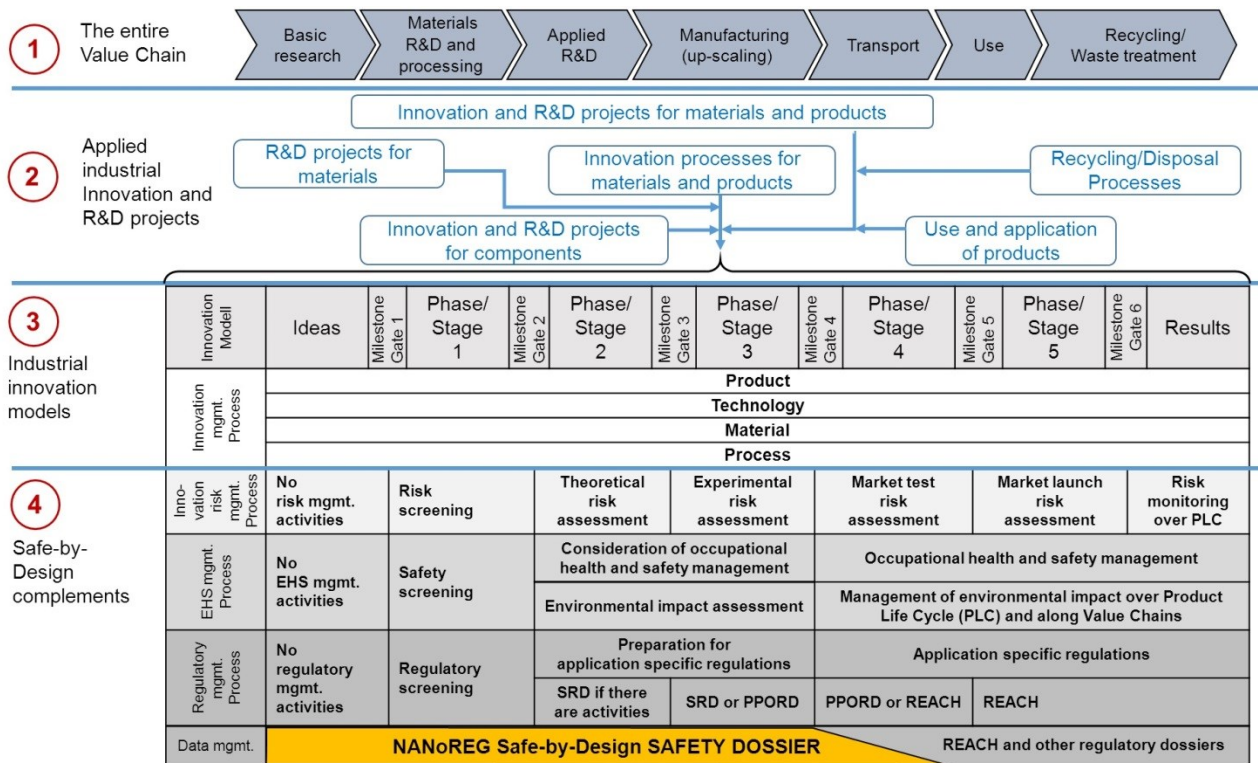 1
The entire
Value Chain
Basic
research
Materials
R&D and
processing
Applied
R&D
Manufacturing
(up-scaling)
Transport
Use
Recycling/
Waste treatment
2
Applied
industrial
Innovation and
R&D projects
Innovation and R&D projects for materials and products
R&D projects for
materials
Innovation processes for
materials and products
Recycling/Disposal
Processes
Innovation and R&D projects
for components
Use and application
of products
3
Industrial
innovation
models
Innovation
Modell
Ideas
Milestone
Gate 1
Phase/
Stage
1
Milestone
Gate 2
Phase/
Stage
2
Milestone
Gate 3
Phase/
Stage
3
Milestone
Gate 4
Phase/
Stage
4
Milestone
Gate 5
Phase/
Stage
5
Milestone
Gate 6
Results
Innovation
mgmt.
Process
Product
Technology
Material
Process
4
Safe-by-
Design
complements
Inno-
vation risk
mgmt.
Process
No
risk mgmt.
activities
Risk
screening
Theoretical
risk
assessment
Experimental
risk
assessment
Market test
risk
assessment
Market launch
risk
assessment
Risk
monitoring
over PLC
EHS mgmt.
Process
No
EHS mgmt.
activities
Safety
screening
Consideration of occupational
health and safety management
Occupational health and safety management
Environmental impact assessment
Management of environmental impact over Product
Life Cycle (PLC) and along Value Chains
Regulatory
mgmt.
Process
No
regulatory
mgmt.
activities
Regulatory
screening
Preparation for
application specific regulations
Application specific regulations
SRD if there
are activities
SRD or PPORD
PPORD or REACH
REACH
Data mgmt.
NANoREG Safe-by-Design SAFETY DOSSIER
REACH and other regulatory dossiers